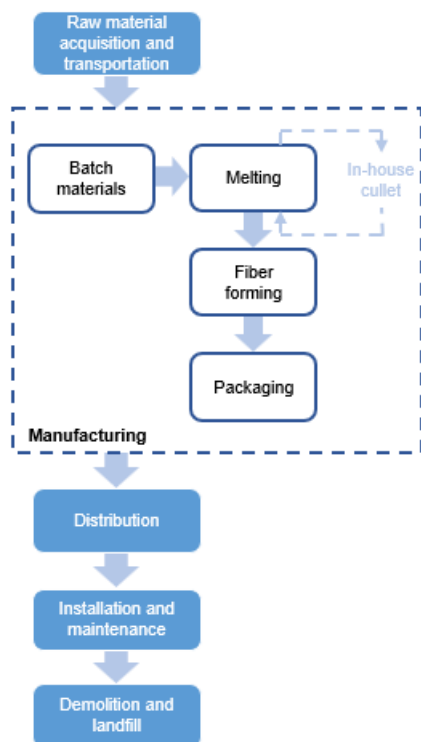 Raw material
acquisition and
transportation
Batch
materials
Melting
In-house
cullet
Fiber
forming
Packaging
Manufacturing
Distribution
Installation and
maintenance
Demolition and
landfill